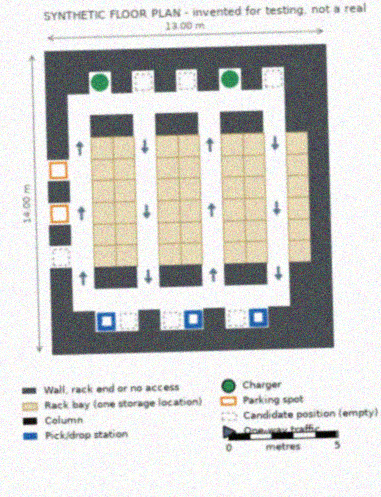 SYNTHETIC FLOOR PLAN - invented for testing, not a real
13.00 m
14.00 m
Wall, rack end or no access
Rack bay (one storage location)
Column
Pick/drop station
Charger
Parking spot
Candidate position (empty)
One-way traffic
0 5
metres